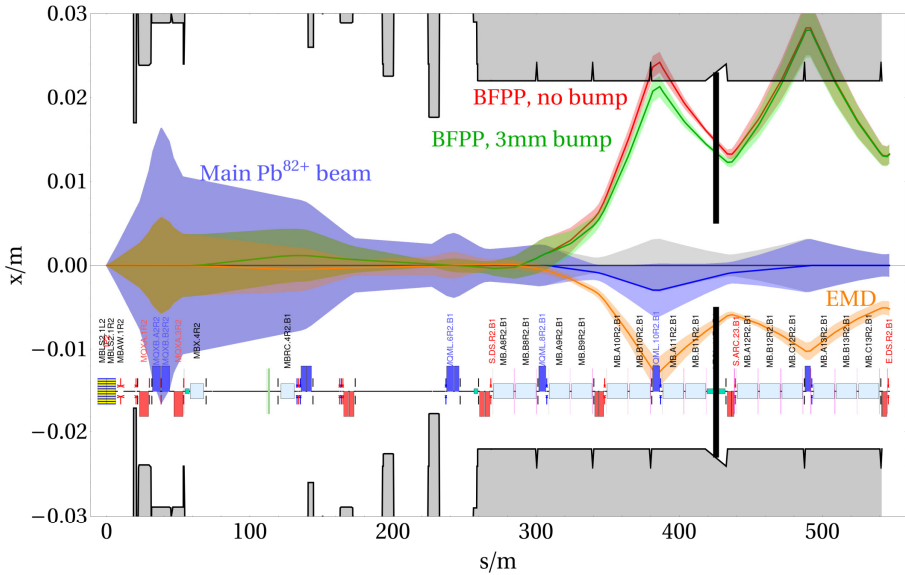 0.03
0.02
0.01
0.00
−0.01
−0.02
−0.03
x/m
BFPP, no bump
BFPP, 3mm bump
Main Pb82+ beam
EMD
MBAW.1R2
MBX.4R2
MBRC.4R2.B1
MQML.6R2.B1
S.DS.R2.B1
MB.A8R2.B1
MB.B8R2.B1
MQML.8R2.B1
MB.A9R2.B1
MB.B9R2.B1
MB.A10R2.B1
MB.B10R2.B1
MQML.10R2.B1
MB.A11R2.B1
MB.B11R2.B1
S.ARC.23.B1
MB.A12R2.B1
MB.B12R2.B1
MB.C12R2.B1
MB.A13R2.B1
MB.B13R2.B1
MB.C13R2.B1
E.DS.R2.B1
0 100 200 300 400 500
s/m